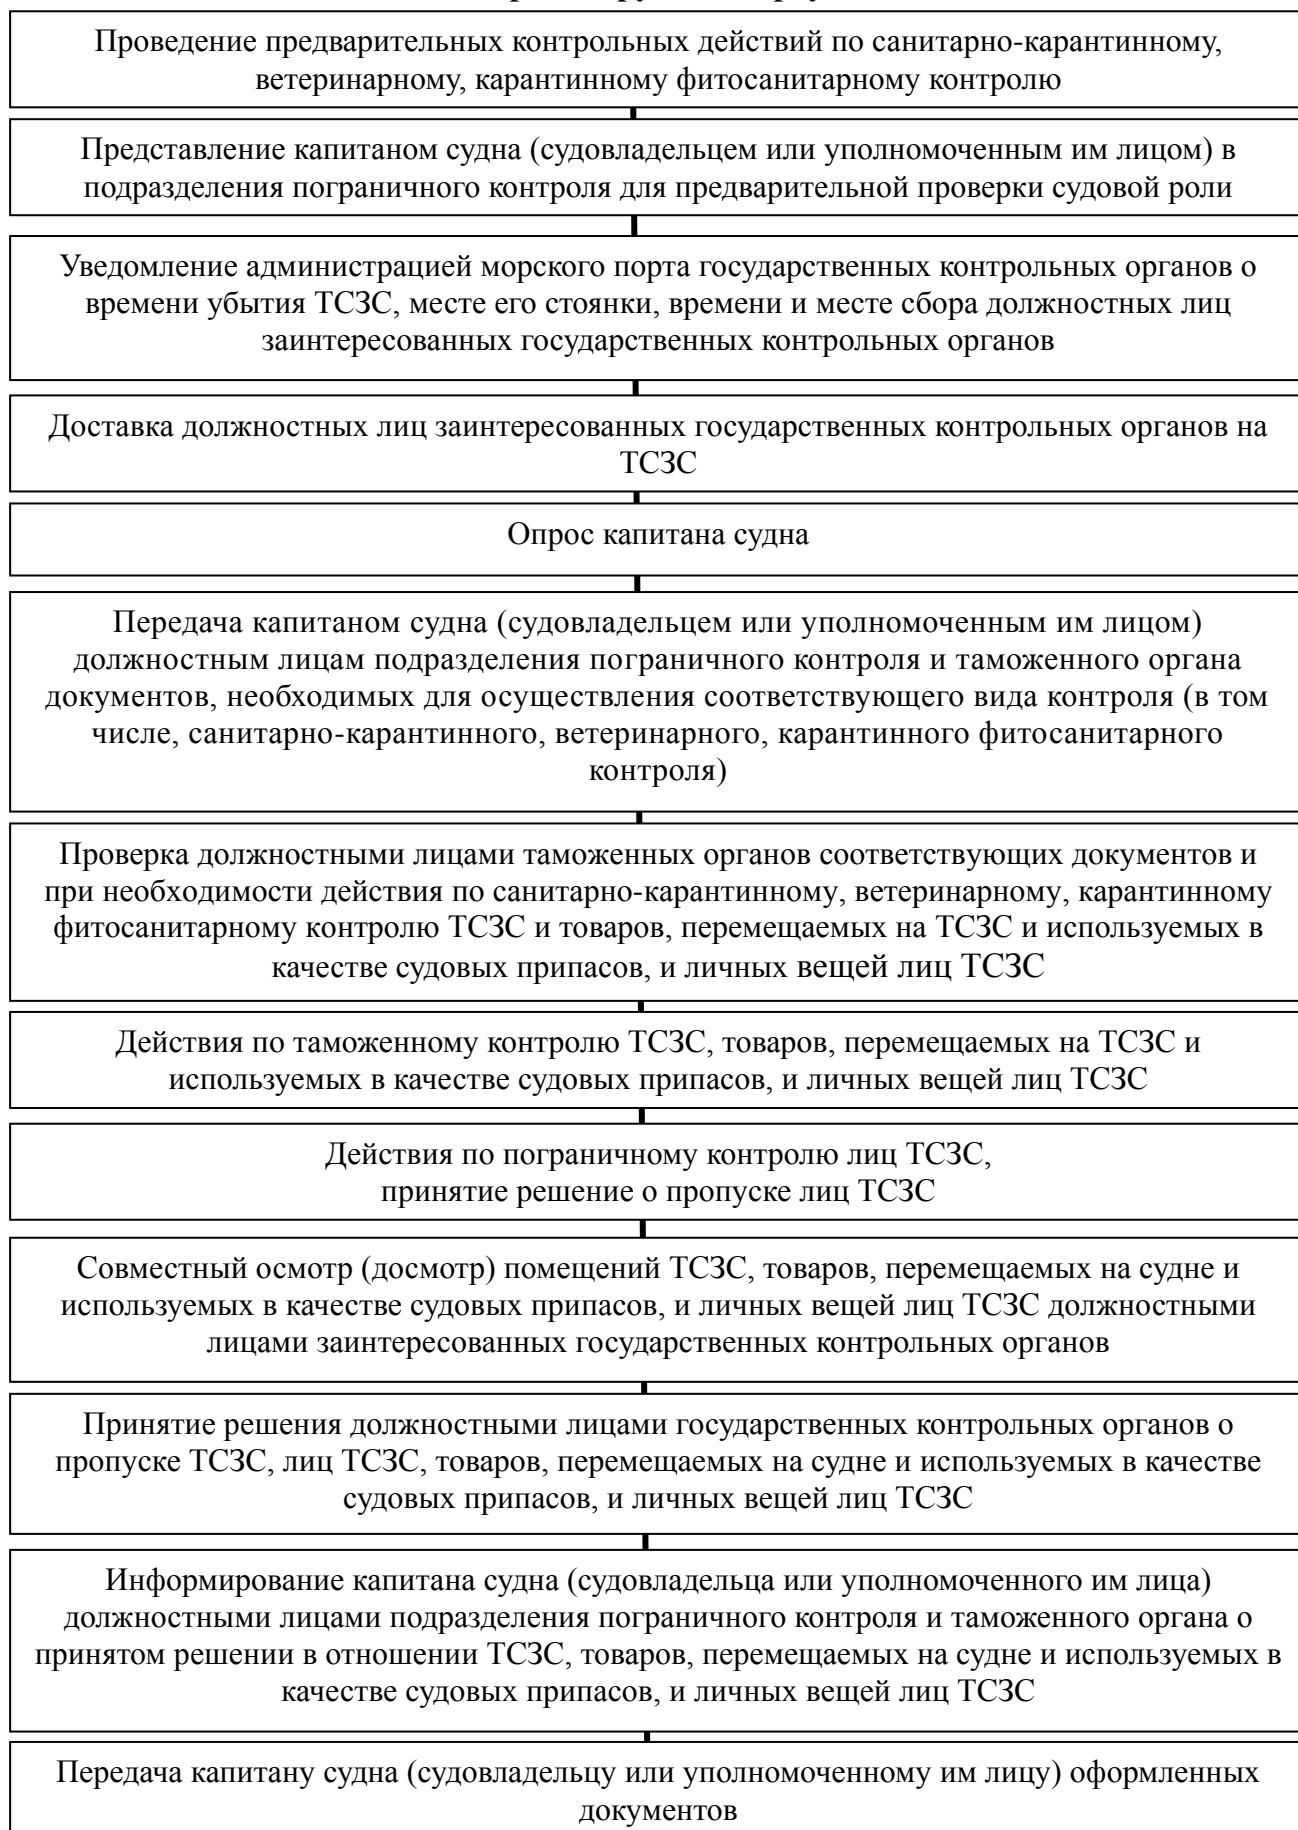 Проведение предварительных контрольных действий по санитарно-карантинному,
ветеринарному, карантинному фитосанитарному контролю
Представление капитаном судна (судовладельцем или уполномоченным им лицом) в
подразделения пограничного контроля для предварительной проверки судовой роли
Уведомление администрацией морского порта государственных контрольных органов о
времени убытия ТСЗС, месте его стоянки, времени и месте сбора должностных лиц
заинтересованных государственных контрольных органов
Доставка должностных лиц заинтересованных государственных контрольных органов на
ТСЗС
Опрос капитана судна
Передача капитаном судна (судовладельцем или уполномоченным им лицом)
должностным лицам подразделения пограничного контроля и таможенного органа
документов, необходимых для осуществления соответствующего вида контроля (в том
числе, санитарно-карантинного, ветеринарного, карантинного фитосанитарного
контроля)
Проверка должностными лицами таможенных органов соответствующих документов и
при необходимости действия по санитарно-карантинному, ветеринарному, карантинному
фитосанитарному контролю ТСЗС и товаров, перемещаемых на ТСЗС и используемых в
качестве судовых припасов, и личных вещей лиц ТСЗС
Действия по таможенному контролю ТСЗС, товаров, перемещаемых на ТСЗС и
используемых в качестве судовых припасов, и личных вещей лиц ТСЗС
Действия по пограничному контролю лиц ТСЗС,
принятие решение о пропуске лиц ТСЗС
Совместный осмотр (досмотр) помещений ТСЗС, товаров, перемещаемых на судне и
используемых в качестве судовых припасов, и личных вещей лиц ТСЗС должностными
лицами заинтересованных государственных контрольных органов
Принятие решения должностными лицами государственных контрольных органов о
пропуске ТСЗС, лиц ТСЗС, товаров, перемещаемых на судне и используемых в качестве
судовых припасов, и личных вещей лиц ТСЗС
Информирование капитана судна (судовладельца или уполномоченного им лица)
должностными лицами подразделения пограничного контроля и таможенного органа о
принятом решении в отношении ТСЗС, товаров, перемещаемых на судне и используемых в
качестве судовых припасов, и личных вещей лиц ТСЗС
Передача капитану судна (судовладельцу или уполномоченному им лицу) оформленных
документов